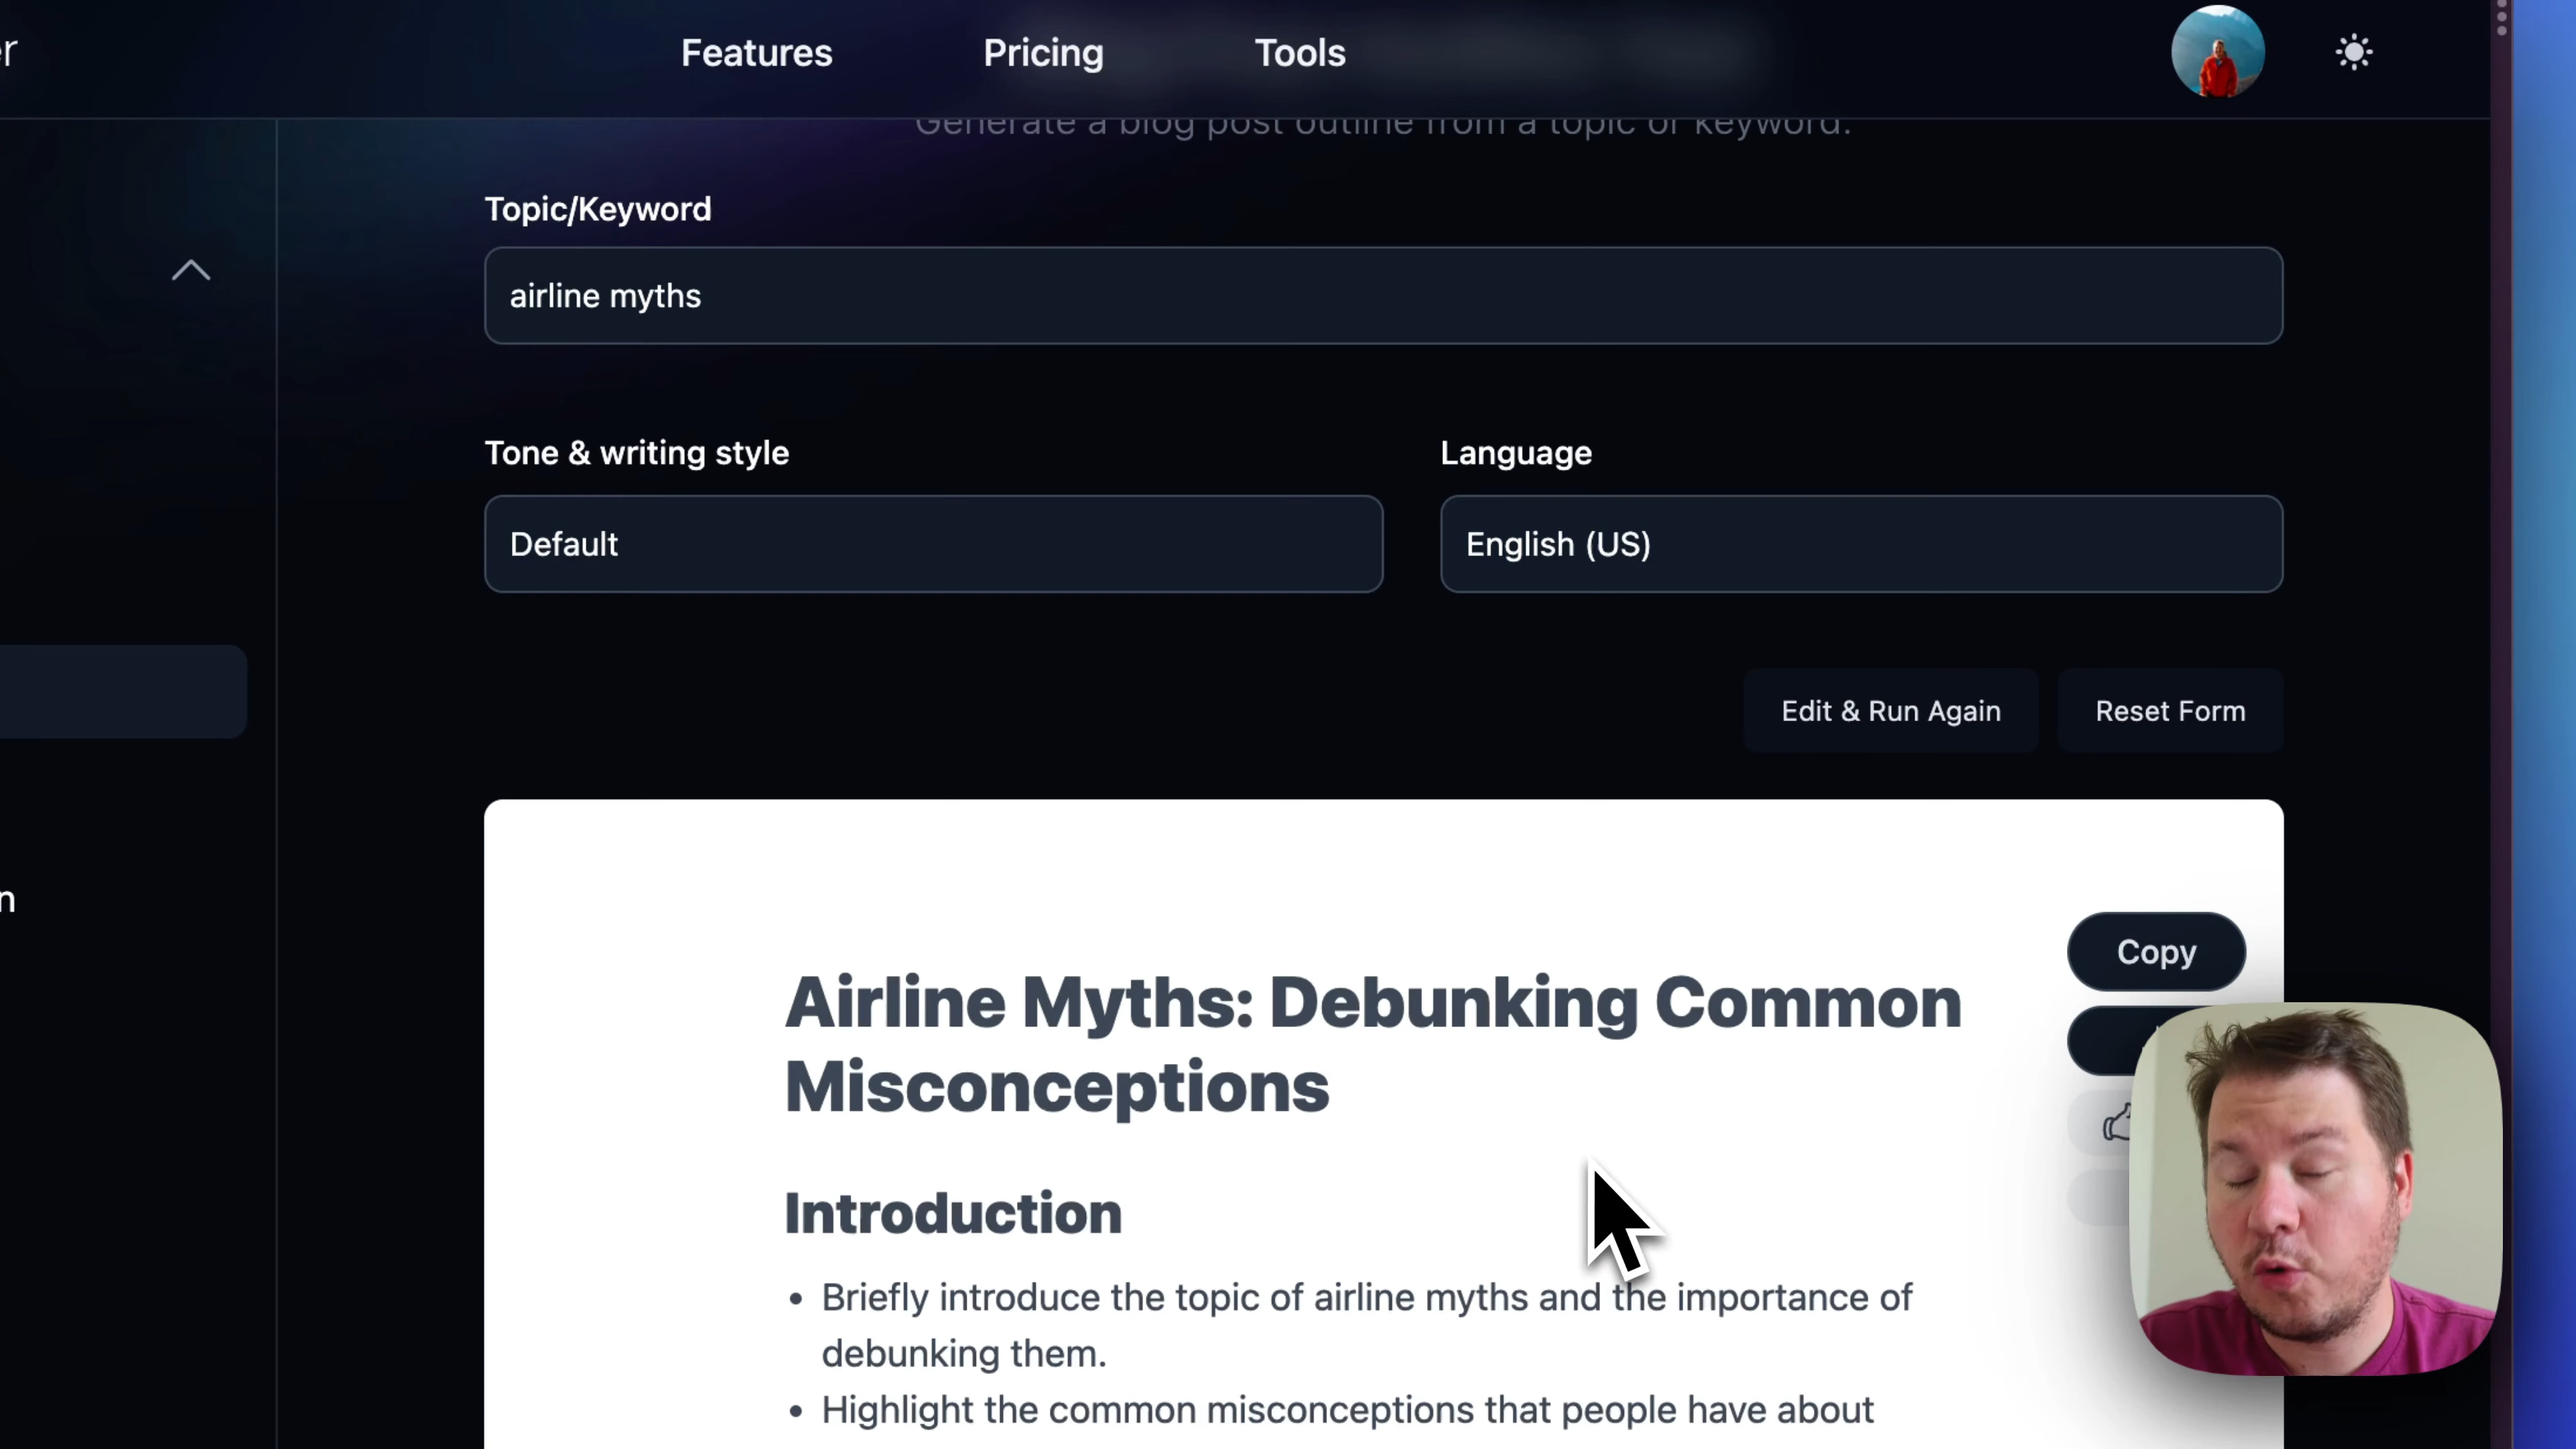 Features
Pricing
Tools
Generate a blog post outline from a topic or keyword.
Topic/Keyword
airline myths
Tone & writing style
Language
Default
English (US)
Edit & Run Again
Reset Form
Copy
Airline Myths: Debunking Common
Misconceptions
Introduction
• Briefly introduce the topic of airline myths and the importance of
debunking them.
• Highlight the common misconceptions that people have about